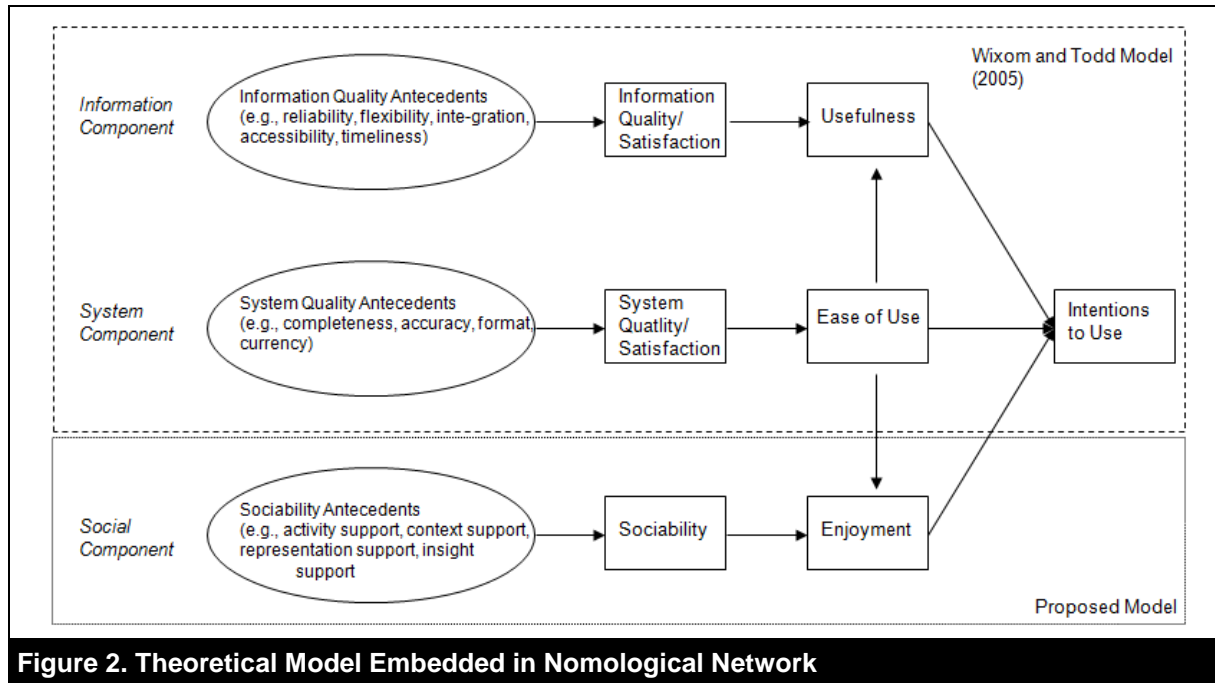 Wixom and Todd Model
(2005)
Information
Component
Information Quality Antecedents
(e.g., reliability, flexibility, inte-gration,
accessibility, timeliness)
Information
Quality/
Satisfaction
Usefulness
System
Component
System Quality Antecedents
(e.g., completeness, accuracy, format,
currency)
System
Quatlity/
Satisfaction
Ease of Use
Intentions
to Use
Social
Component
Sociability Antecedents
(e.g., activity support, context support,
representation support, insight
support
Sociability
Enjoyment
Proposed Model
Figure 2. Theoretical Model Embedded in Nomological Network